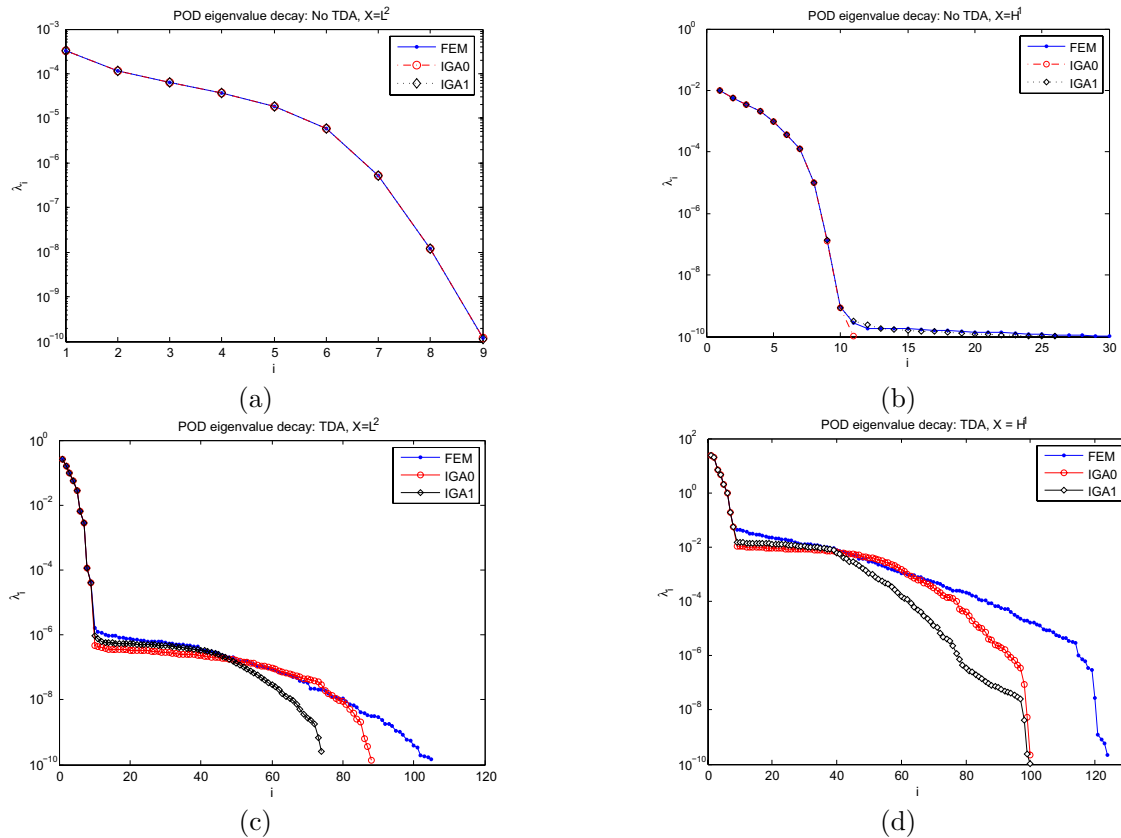 POD eigenvalue decay: No TDA, X=L²
10⁻³
10⁻⁴
10⁻⁵
10⁻⁶
10⁻⁷
10⁻⁸
10⁻⁹
10⁻¹⁰
λᵢ
1 2 3 4 5 6 7 8 9
i
FEM
IGA0
IGA1
(a)
POD eigenvalue decay: No TDA, X=H¹
10⁰
10⁻²
10⁻⁴
10⁻⁶
10⁻⁸
10⁻¹⁰
λᵢ
0 5 10 15 20 25 30
i
FEM
IGA0
IGA1
(b)
POD eigenvalue decay: TDA, X=L²
10⁰
10⁻²
10⁻⁴
10⁻⁶
10⁻⁸
10⁻¹⁰
λᵢ
0 20 40 60 80 100 120
i
FEM
IGA0
IGA1
(c)
POD eigenvalue decay: TDA, X = H¹
10²
10⁰
10⁻²
10⁻⁴
10⁻⁶
10⁻⁸
10⁻¹⁰
λᵢ
0 20 40 60 80 100 120
i
FEM
IGA0
IGA1
(d)